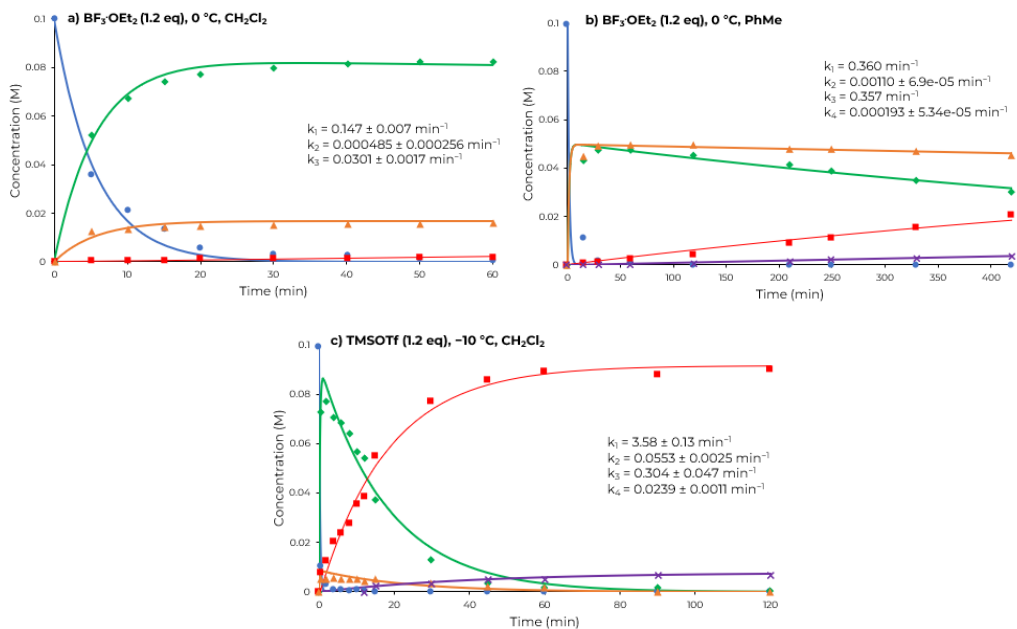 a) BF₃·OEt₂ (1.2 eq), 0 °C, CH₂Cl₂
0.1
0.08
0.06
0.04
0.02
0
Concentration (M)
k₁ = 0.147 ± 0.007 min⁻¹
k₂ = 0.000485 ± 0.000256 min⁻¹
k₃ = 0.0301 ± 0.0017 min⁻¹
0 10 20 30 40 50 60
Time (min)
b) BF₃·OEt₂ (1.2 eq), 0 °C, PhMe
0.1
0.08
0.06
0.04
0.02
0
Concentration (M)
k₁ = 0.360 min⁻¹
k₂ = 0.00110 ± 6.9e-05 min⁻¹
k₃ = 0.357 min⁻¹
k₄ = 0.000193 ± 5.34e-05 min⁻¹
0 50 100 150 200 250 300 350 400
Time (min)
c) TMSOTf (1.2 eq), −10 °C, CH₂Cl₂
0.1
0.08
0.06
0.04
0.02
0
Concentration (M)
k₁ = 3.58 ± 0.13 min⁻¹
k₂ = 0.0553 ± 0.0025 min⁻¹
k₃ = 0.304 ± 0.047 min⁻¹
k₄ = 0.0239 ± 0.0011 min⁻¹
0 20 40 60 80 100 120
Time (min)